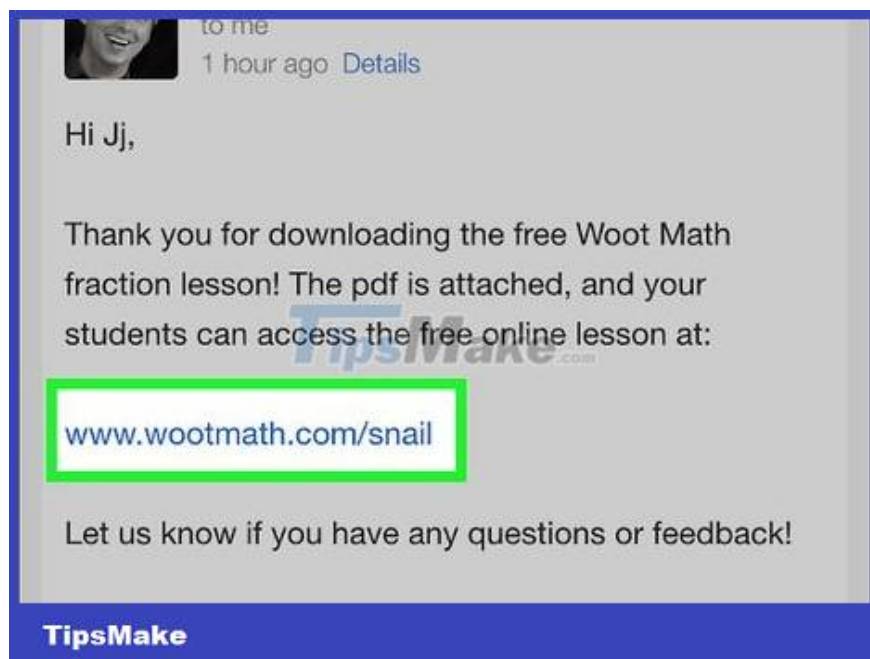 to me
1 hour ago Details
Hi Jj,
Thank you for downloading the free Woot Math
fraction lesson! The pdf is attached, and your
students can access the free online lesson at:
TipsMake.com
www.wootmath.com/snail
Let us know if you have any questions or feedback!
TipsMake